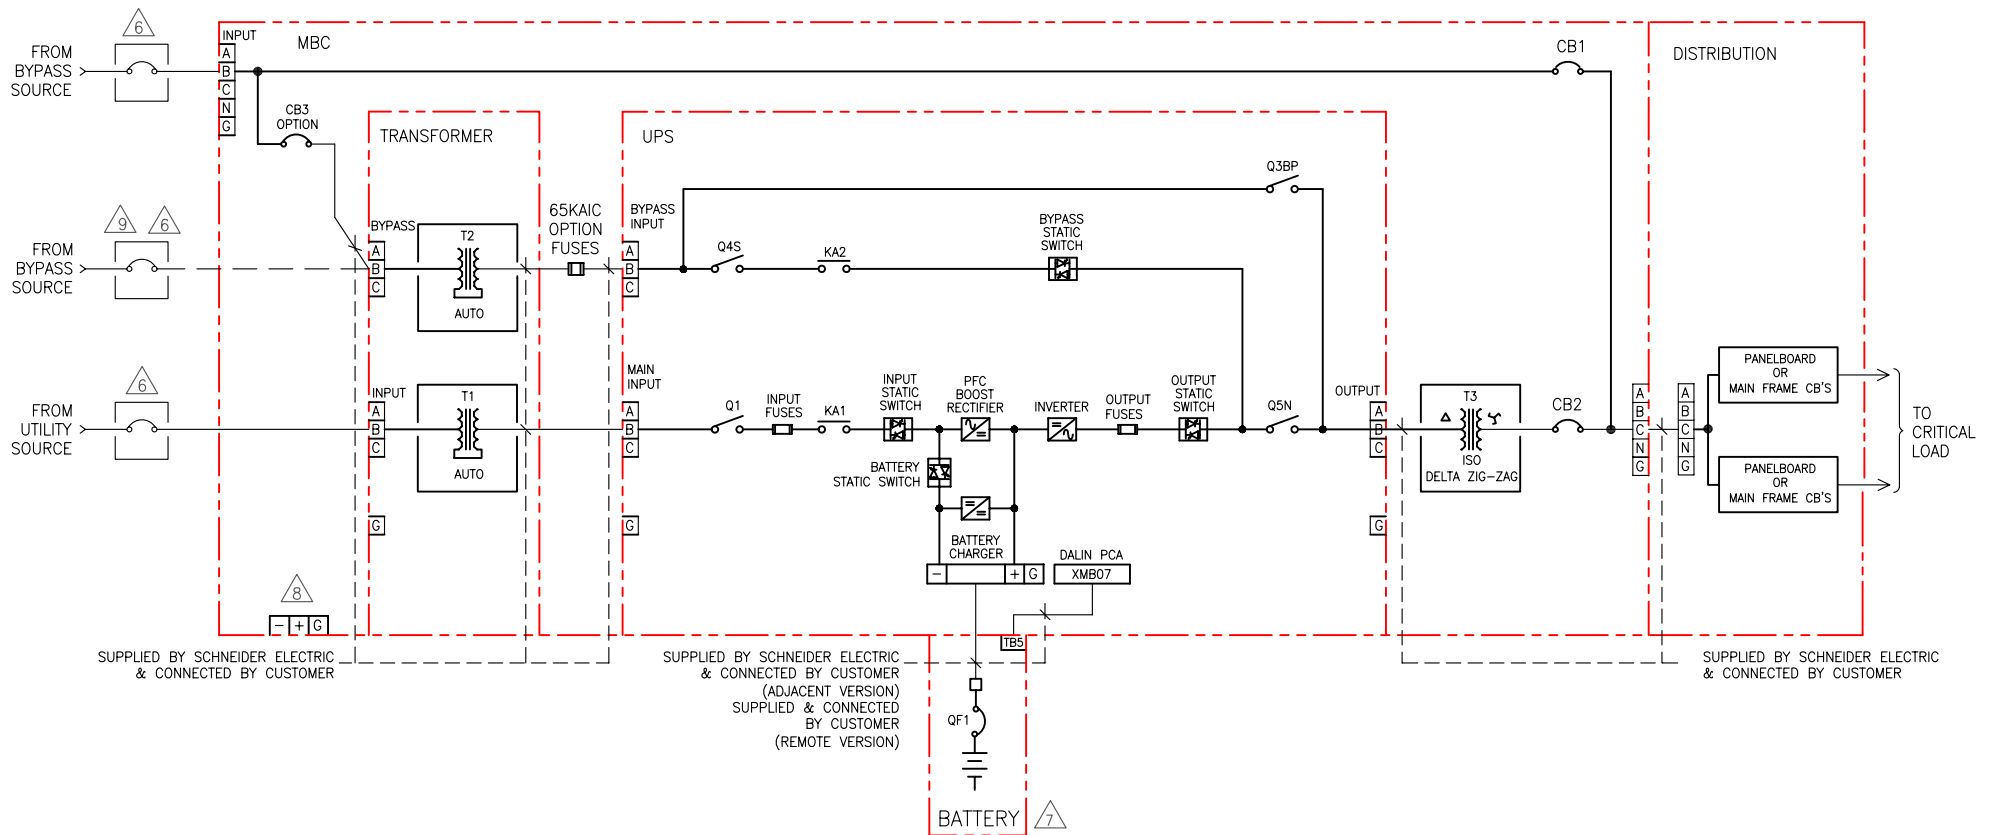 6
INPUT
MBC
CB1
DISTRIBUTION
FROM
BYPASS
SOURCE
A
B
C
N
G
CB3
OPTION
TRANSFORMER
UPS
Q3BP
9
6
FROM
BYPASS
SOURCE
BYPASS
A
B
C
T2
AUTO
65KAIC
OPTION
FUSES
BYPASS
INPUT
A
B
C
Q4S
KA2
BYPASS
STATIC
SWITCH
6
FROM
UTILITY
SOURCE
INPUT
A
B
C
G
T1
AUTO
MAIN
INPUT
A
B
C
G
Q1
INPUT
FUSES
KA1
INPUT
STATIC
SWITCH
PFC
BOOST
RECTIFIER
INVERTER
OUTPUT
FUSES
OUTPUT
STATIC
SWITCH
Q5N
OUTPUT
A
B
C
G
T3
ISO
DELTA ZIG-ZAG
CB2
A
B
C
N
G
A
B
C
N
G
PANELBOARD
OR
MAIN FRAME CB'S
PANELBOARD
OR
MAIN FRAME CB'S
TO
CRITICAL
LOAD
BATTERY
STATIC SWITCH
BATTERY
CHARGER
- + G
DALIN PCA
XMB07
TB5
8
- + G
SUPPLIED BY SCHNEIDER ELECTRIC
& CONNECTED BY CUSTOMER
SUPPLIED BY SCHNEIDER ELECTRIC
& CONNECTED BY CUSTOMER
(ADJACENT VERSION)
SUPPLIED & CONNECTED
BY CUSTOMER
(REMOTE VERSION)
SUPPLIED BY SCHNEIDER ELECTRIC
& CONNECTED BY CUSTOMER
QF1
BATTERY
7